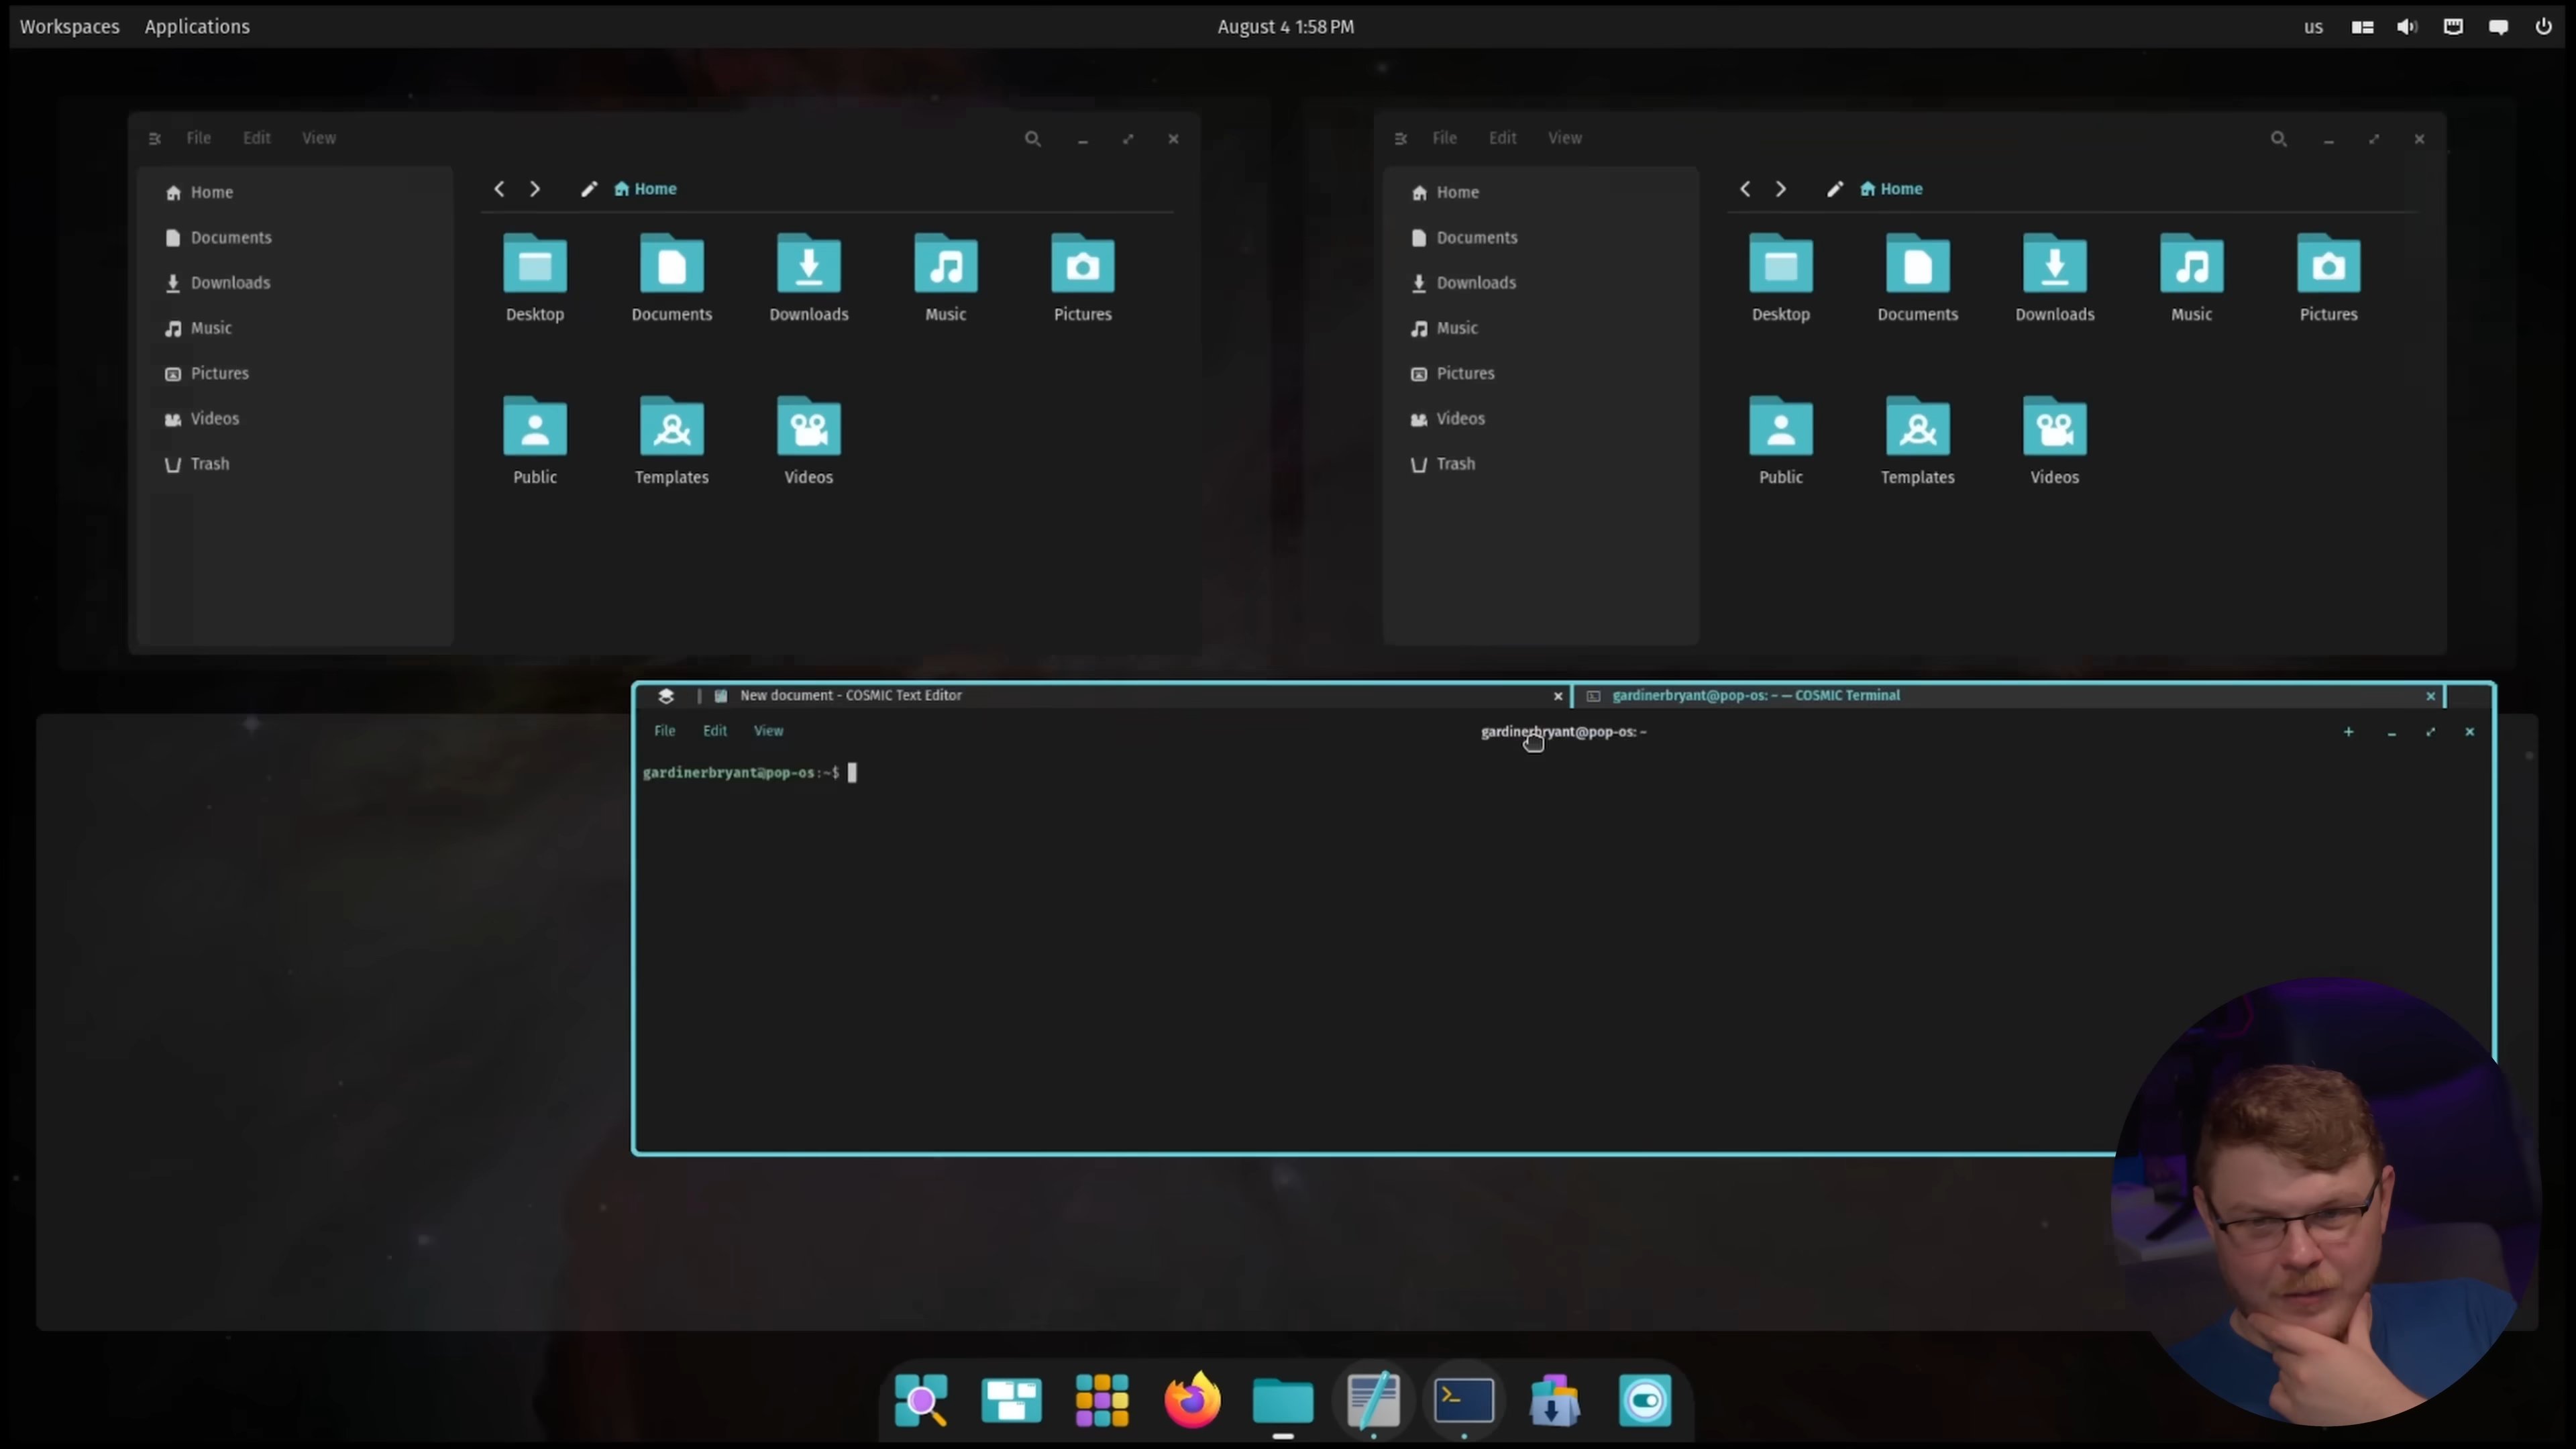 Workspaces Applications August 4 1:58 PM us
File Edit View
Home
Documents
Downloads
Music
Pictures
Videos
Trash
Home
Desktop Documents Downloads Music Pictures
Public Templates Videos
File Edit View
Home
Documents
Downloads
Music
Pictures
Videos
Trash
Home
Desktop Documents Downloads Music Pictures
Public Templates Videos
New document - COSMIC Text Editor
gardinerbryant@pop-os: ~ — COSMIC Terminal
File Edit View gardinerbryant@pop-os: ~
gardinerbryant@pop-os:~$